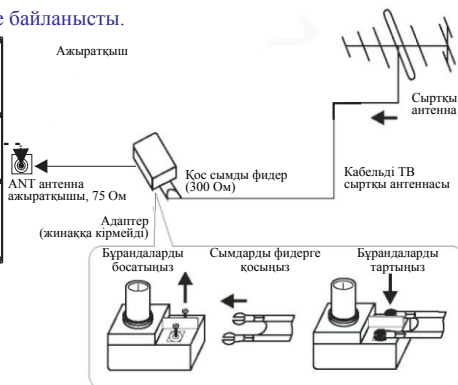 е байланысты.
Ажыратқыш
Сыртқы
антенна
Қос сымды фидер
(300 Ом)
Кабельді ТВ
сыртқы антеннасы
ANT антенна
ажыратқышы, 75 Ом
Адаптер
(жинаққа кірмейді)
Бұрандаларды
босатыңыз
Сымдарды фидерге
қосыңыз
Бұрандаларды
тартыңыз